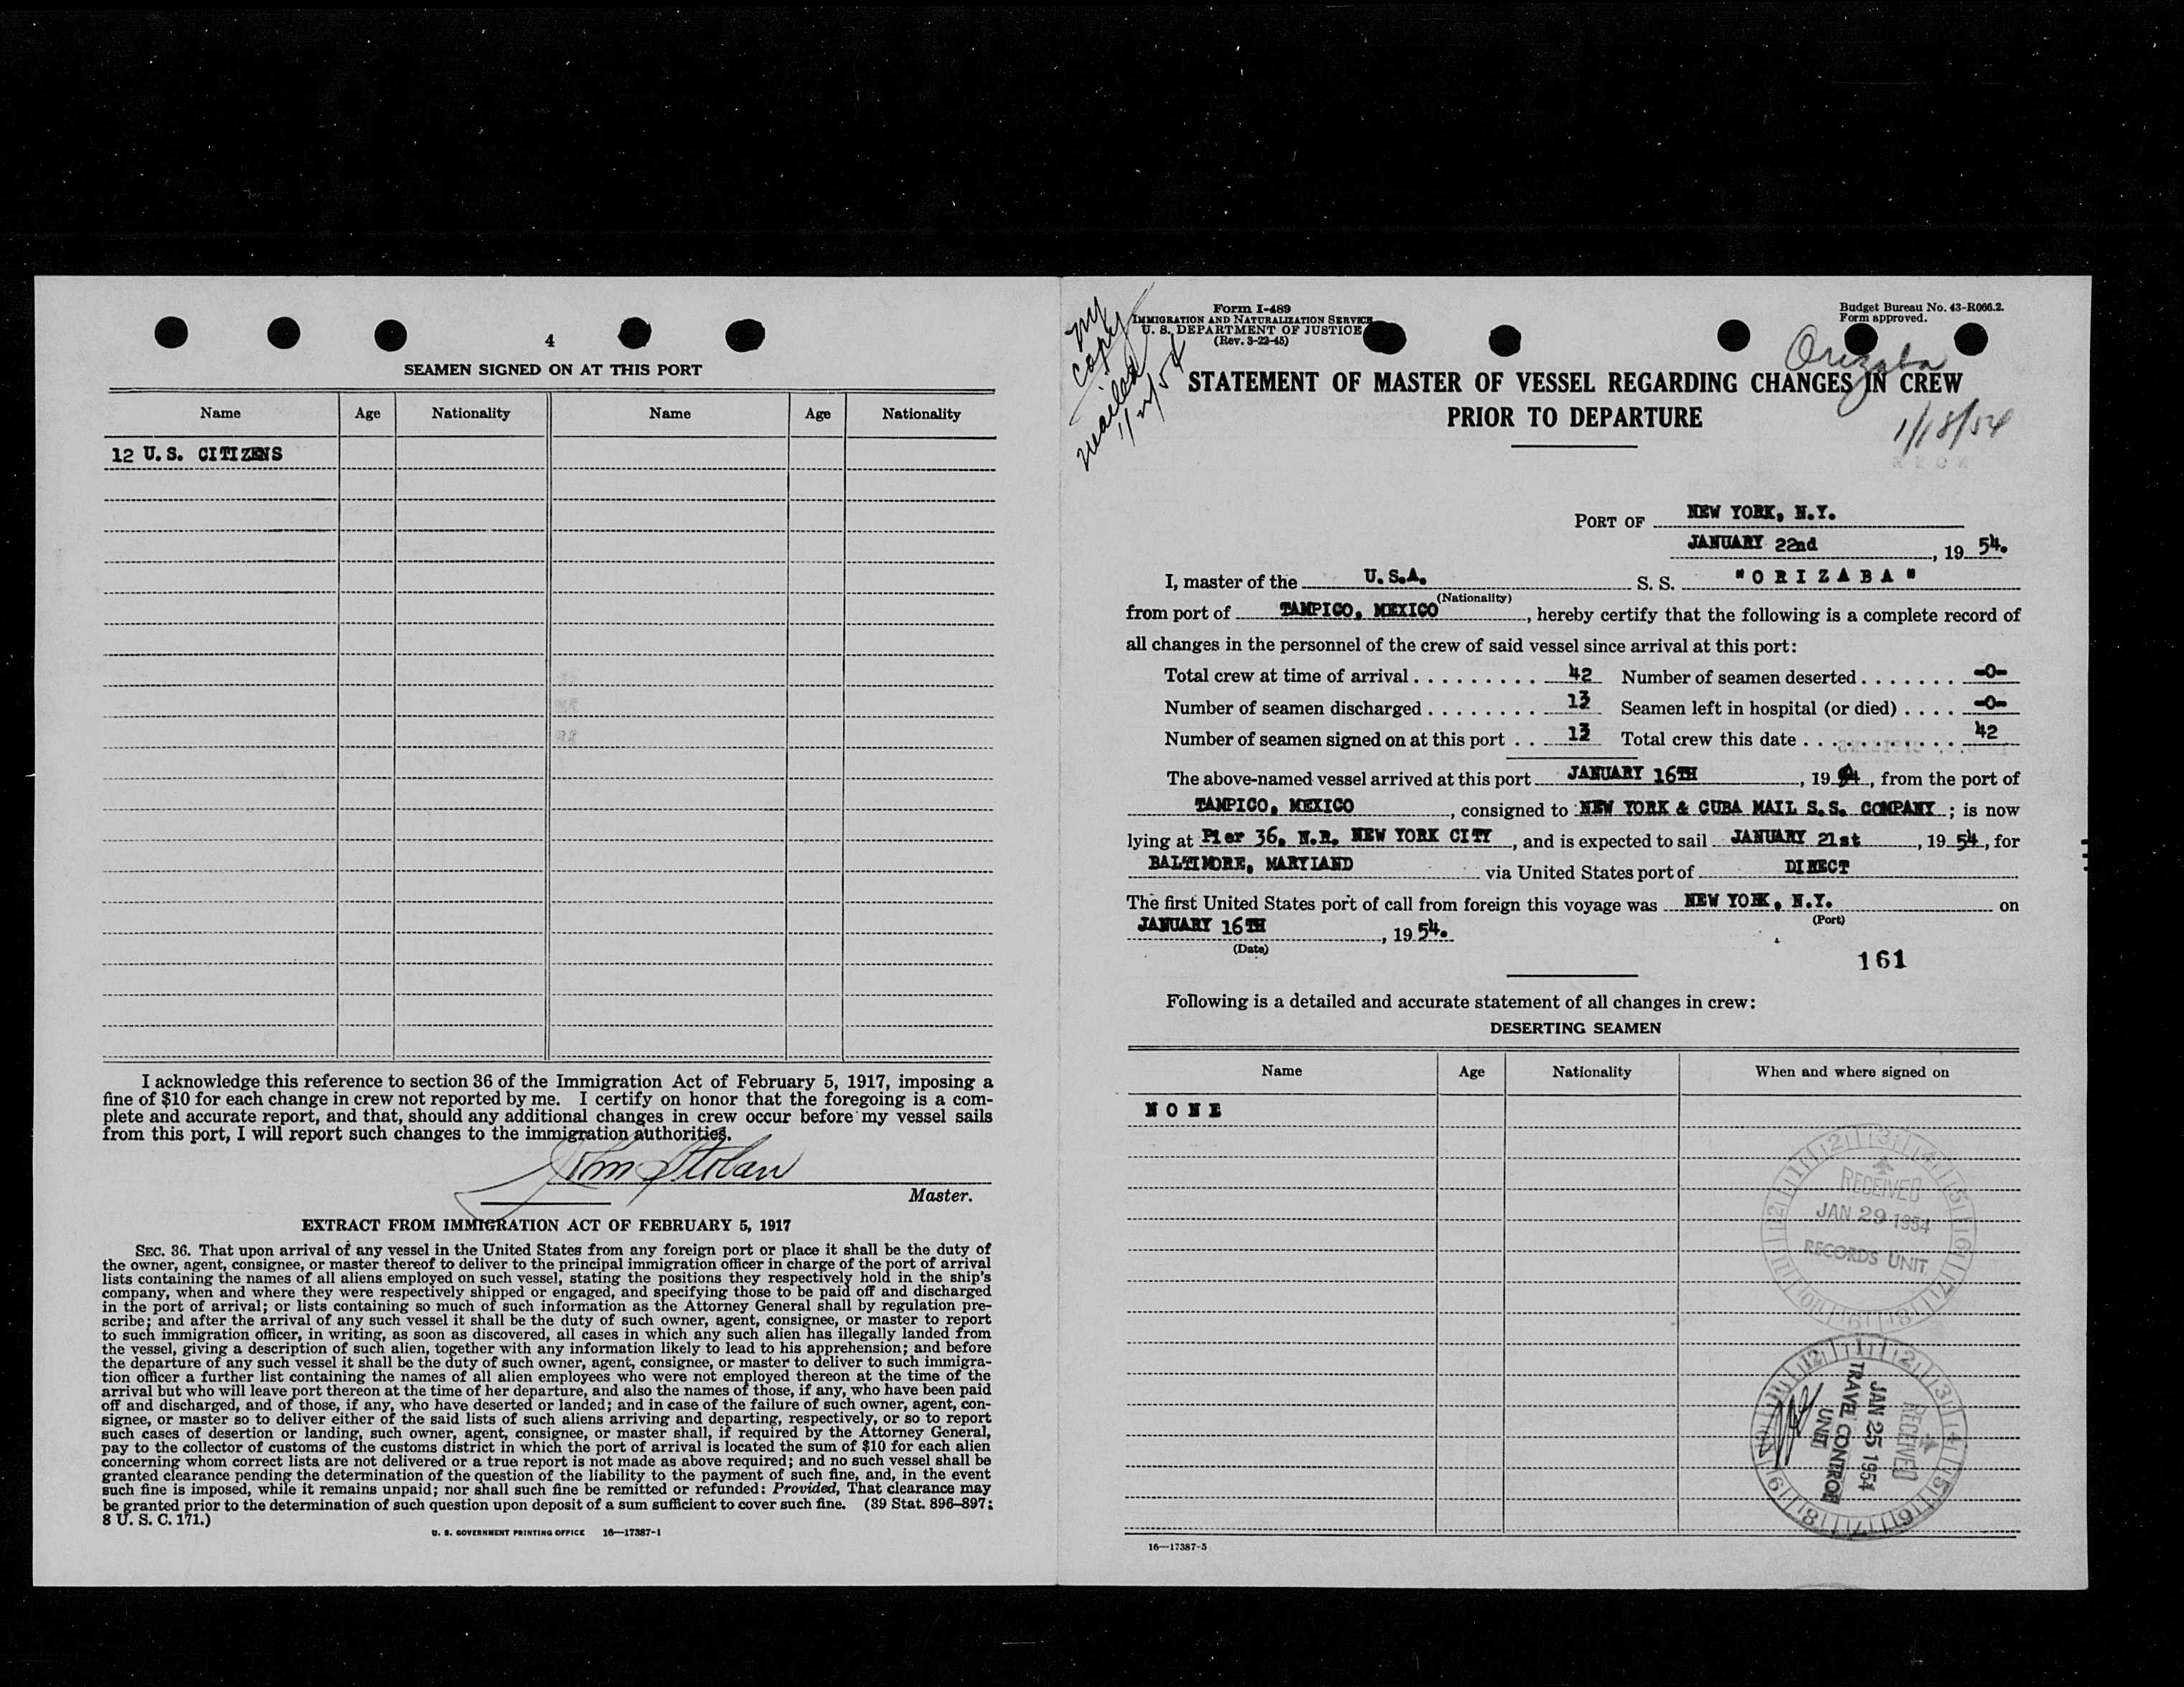 4
SEAMEN SIGNED ON AT THIS PORT
Name Age Nationality Name Age Nationality
12 U.S. CITIZENS
I acknowledge this reference to section 36 of the Immigration Act of February 5, 1917, imposing a
fine of $10 for each change in crew not reported by me. I certify on honor that the foregoing is a com-
plete and accurate report, and that, should any additional changes in crew occur before my vessel sails
from this port, I will report such changes to the immigration authorities.
John
Master.
EXTRACT FROM IMMIGRATION ACT OF FEBRUARY 5, 1917
SEC. 36. That upon arrival of any vessel in the United States from any foreign port or place it shall be the duty of
the owner, agent, consignee, or master thereof to deliver to the principal immigration officer in charge of the port of arrival
lists containing the names of all aliens employed on such vessel, stating the positions they respectively hold in the ship's
company, when and where they were respectively shipped or engaged, and specifying those to be paid off and discharged
in the port of arrival; or lists containing so much of such information as the Attorney General shall by regulation pre-
scribe; and after the arrival of any such vessel it shall be the duty of such owner, agent, consignee, or master to report
to such immigration officer, in writing, as soon as discovered, all cases in which any such alien has illegally landed from
the vessel, giving a description of such alien, together with any information likely to lead to his apprehension; and before
the departure of any such vessel it shall be the duty of such owner, agent, consignee, or master to deliver to such immigra-
tion officer a further list containing the names of all alien employees who were not employed thereon at the time of the
arrival but who will leave port thereon at the time of her departure, and also the names of those, if any, who have been paid
off and discharged, and of those, if any, who have deserted or landed; and in case of the failure of such owner, agent, con-
signee, or master so to deliver either of the said lists of such aliens arriving and departing, respectively, or so to report
such cases of desertion or landing, such owner, agent, consignee, or master shall, if required by the Attorney General,
pay to the collector of customs of the customs district in which the port of arrival is located the sum of $10 for each alien
concerning whom correct lists are not delivered or a true report is not made as above required; and no such vessel shall be
granted clearance pending the determination of the question of the liability to the payment of such fine, and, in the event
such fine is imposed, while it remains unpaid; nor shall such fine be remitted or refunded: Provided, That clearance may
be granted prior to the determination of such question upon deposit of a sum sufficient to cover such fine. (39 Stat. 896–897;
8 U. S. C. 171.)
U. S. GOVERNMENT PRINTING OFFICE 16—17387-1
copy
mailed
Form I-489
IMMIGRATION AND NATURALIZATION SERVICE
U. S. DEPARTMENT OF JUSTICE
(Rev. 3-22-45)
Budget Bureau No. 43-R066.2.
Form approved.
Orizaba
STATEMENT OF MASTER OF VESSEL REGARDING CHANGES IN CREW
PRIOR TO DEPARTURE
1/18/54
PORT OF NEW YORK, N.Y.
JANUARY 22nd, 19 54.
I, master of the U.S.A. S. S. "ORIZABA"
(Nationality)
from port of TAMPICO, MEXICO, hereby certify that the following is a complete record of
all changes in the personnel of the crew of said vessel since arrival at this port:
Total crew at time of arrival ......... 42 Number of seamen deserted ....... -0-
Number of seamen discharged ........ Seamen left in hospital (or died) .... -0-
Number of seamen signed on at this port .. Total crew this date ........... 42
The above-named vessel arrived at this port JANUARY 16TH, 19 54, from the port of
TAMPICO, MEXICO, consigned to NEW YORK & CUBA MAIL S.S. COMPANY; is now
lying at Pier 36, N.R. NEW YORK CITY, and is expected to sail JANUARY 21st, 19 54, for
BALTIMORE, MARYLAND via United States port of DIRECT
The first United States port of call from foreign this voyage was NEW YORK, N.Y. on
(Port)
JANUARY 16TH, 19 54.
(Date)
161
Following is a detailed and accurate statement of all changes in crew:
DESERTING SEAMEN
Name Age Nationality When and where signed on
NONE
RECEIVED
JAN 29 1954
RECORDS UNIT
RECEIVED
JAN 25 1954
TRAVEL CONTROL
UNIT
16—17387-5